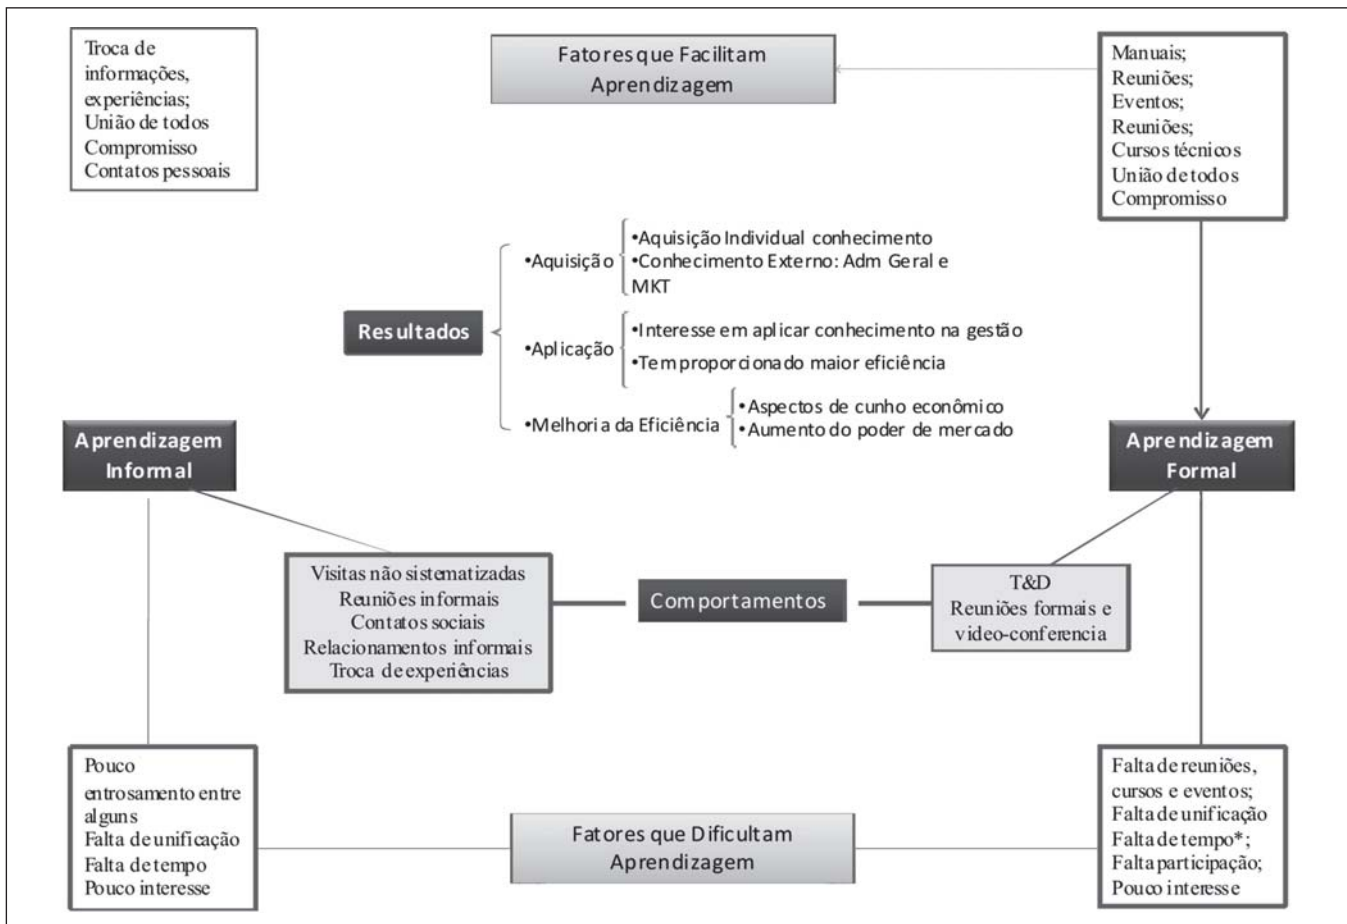 Troca de
informações,
experiências;
União de todos
Compromisso
Contatos pessoais
Fatores que Facilitam
Aprendizagem
Manuais;
Reuniões;
Eventos;
Reuniões;
Cursos técnicos
União de todos
Compromisso
Resultados
•Aquisição
•Aquisição Individual conhecimento
•Conhecimento Externo: Adm Geral e
MKT
•Aplicação
•Interesse em aplicar conhecimento na gestão
•Tem proporcionado maior eficiência
•Melhoria da Eficiência
•Aspectos de cunho econômico
•Aumento do poder de mercado
Aprendizagem
Informal
Aprendizagem
Formal
Visitas não sistematizadas
Reuniões informais
Contatos sociais
Relacionamentos informais
Troca de experiências
Comportamentos
T&D
Reuniões formais e
video-conferencia
Pouco
entrosamento entre
alguns
Falta de unificação
Falta de tempo
Pouco interesse
Fatores que Dificultam
Aprendizagem
Falta de reuniões,
cursos e eventos;
Falta de unificação
Falta de tempo*;
Falta participação;
Pouco interesse